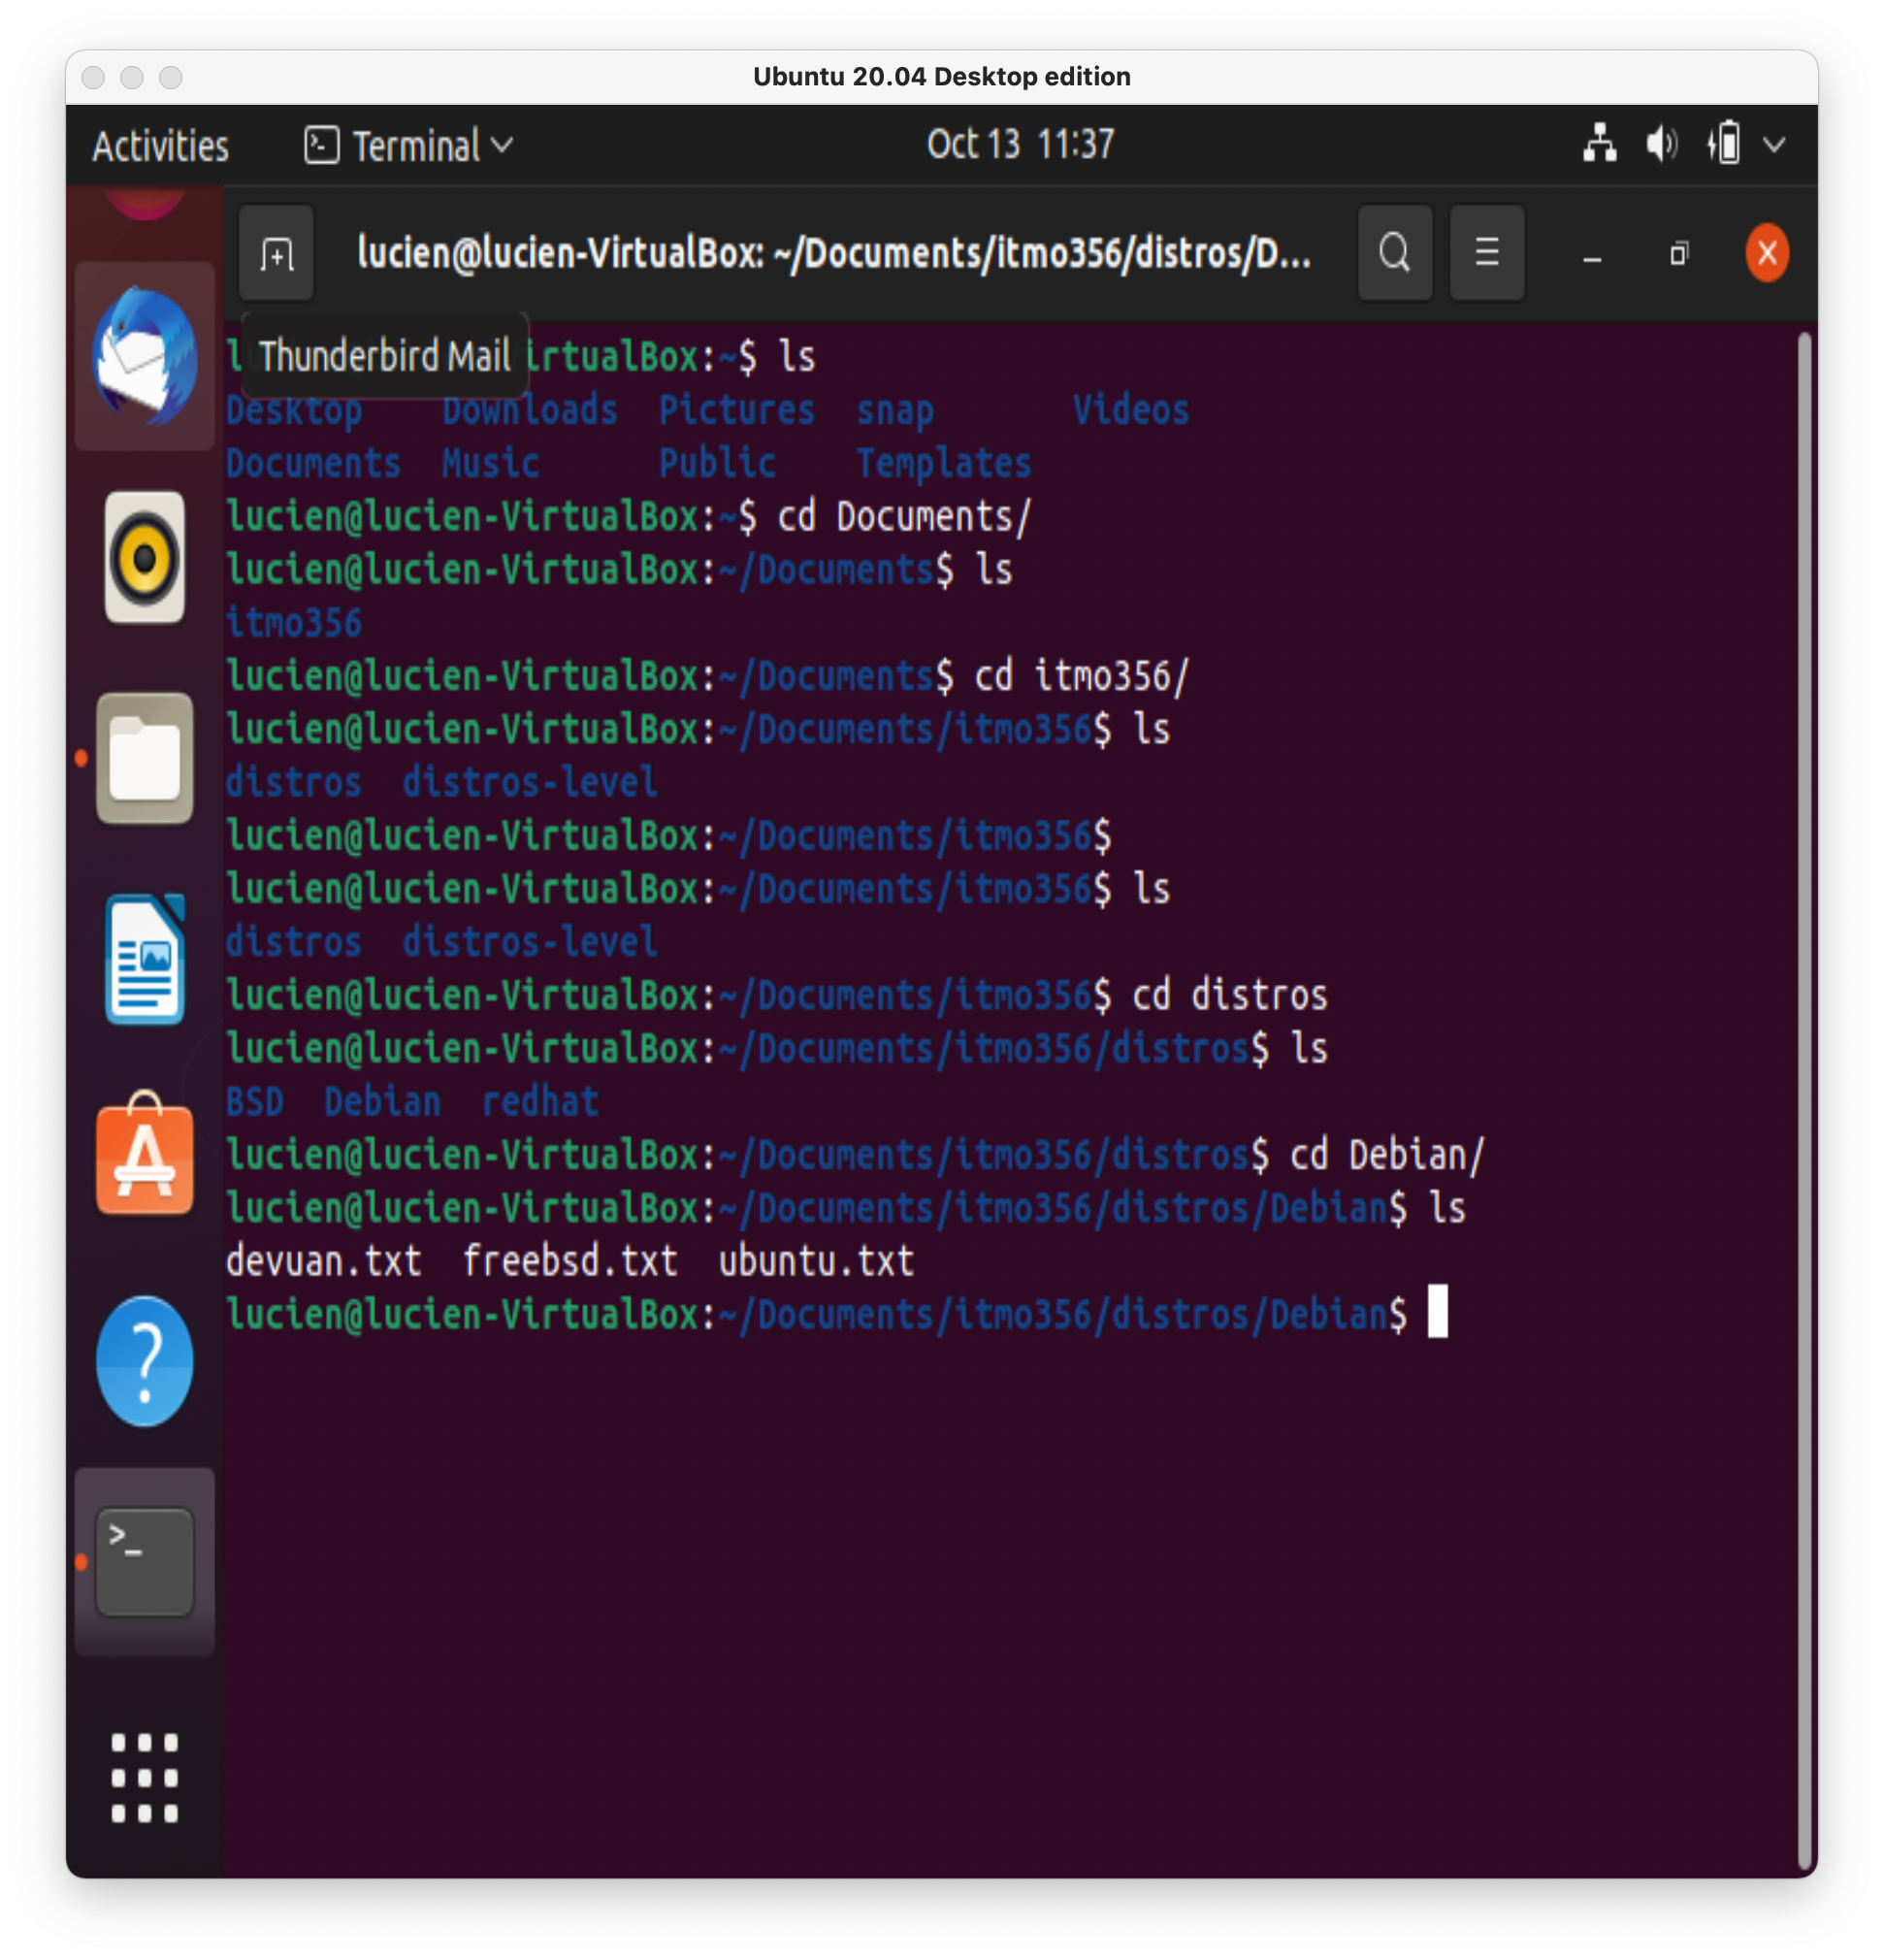 Ubuntu 20.04 Desktop edition
Activities Terminal Oct 13 11:37
lucien@lucien-VirtualBox: ~/Documents/itmo356/distros/D...
Thunderbird Mail
irtualBox:~$ ls
Desktop Downloads Pictures snap Videos
Documents Music Public Templates
lucien@lucien-VirtualBox:~$ cd Documents/
lucien@lucien-VirtualBox:~/Documents$ ls
itmo356
lucien@lucien-VirtualBox:~/Documents$ cd itmo356/
lucien@lucien-VirtualBox:~/Documents/itmo356$ ls
distros distros-level
lucien@lucien-VirtualBox:~/Documents/itmo356$
lucien@lucien-VirtualBox:~/Documents/itmo356$ ls
distros distros-level
lucien@lucien-VirtualBox:~/Documents/itmo356$ cd distros
lucien@lucien-VirtualBox:~/Documents/itmo356/distros$ ls
BSD Debian redhat
lucien@lucien-VirtualBox:~/Documents/itmo356/distros$ cd Debian/
lucien@lucien-VirtualBox:~/Documents/itmo356/distros/Debian$ ls
devuan.txt freebsd.txt ubuntu.txt
lucien@lucien-VirtualBox:~/Documents/itmo356/distros/Debian$